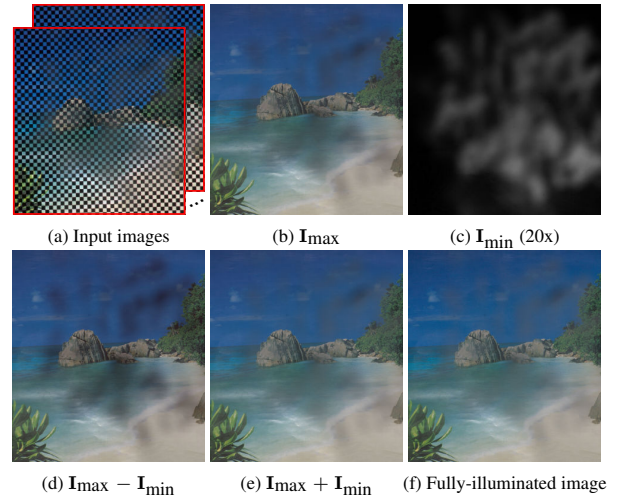 ...
(a) Input images
(b) Imax
(c) Imin (20x)
(d) Imax − Imin
(e) Imax + Imin
(f) Fully-illuminated image